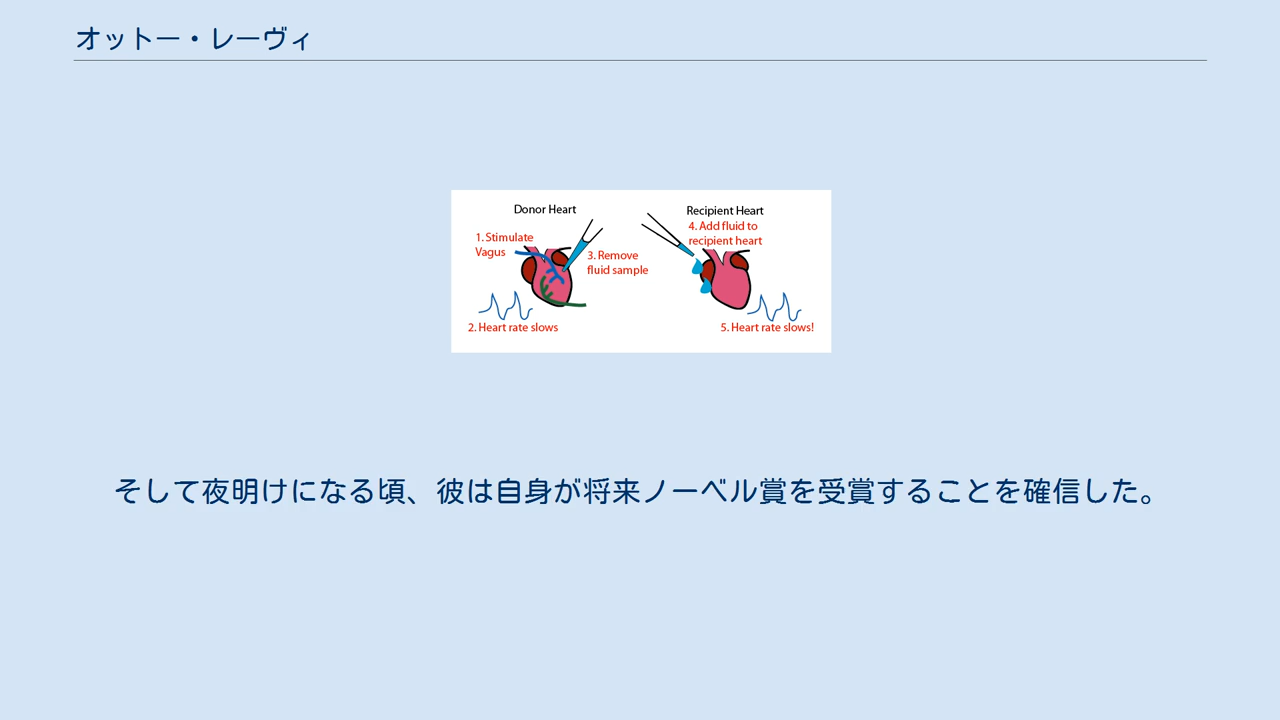 オットー・レーヴィ
Donor Heart
1. Stimulate
Vagus
3. Remove
fluid sample
2. Heart rate slows
Recipient Heart
4. Add fluid to
recipient heart
5. Heart rate slows!
そして夜明けになる頃、彼は自身が将来ノーベル賞を受賞することを確信した。